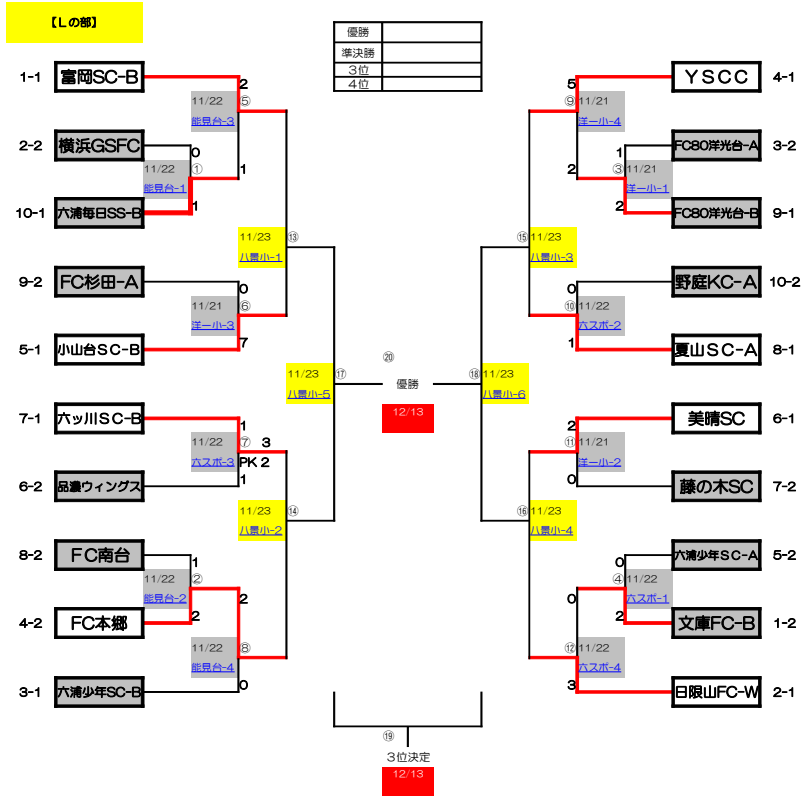 【Lの部】
優勝
準決勝
3位
4位
1-1 富岡SC-B
2
11/22 ⑤
能見台-3
2-2 横浜GSFC
0
11/22 ①
能見台-1
1
10-1 六浦毎日SS-B
1
11/23 ⑬
八景小-1
9-2 FC杉田-A
0
11/21 ⑥
洋一小-3
5-1 小山台SC-B
7
11/23 ⑰
八景小-5
7-1 六ッ川SC-B
1
11/22 ⑦ 3
六スポ-3 PK 2
6-2 品濃ウィングス
1
11/23 ⑭
八景小-2
8-2 FC南台
1
11/22 ②
能見台-2
2
4-2 FC本郷
2
11/22 ⑧
能見台-4
3-1 六浦少年SC-B
0
⑳
優勝
12/13
YSCC 4-1
5
⑨ 11/21
洋一小-4
FC80洋光台-A 3-2
1
③ 11/21
洋一小-1
2
FC80洋光台-B 9-1
2
⑮ 11/23
八景小-3
野庭KC-A 10-2
0
⑩ 11/22
六スポ-2
夏山SC-A 8-1
1
⑱ 11/23
八景小-6
美晴SC 6-1
2
⑪ 11/21
洋一小-2
藤の木SC 7-2
0
⑯ 11/23
八景小-4
六浦少年SC-A 5-2
0
④ 11/22
六スポ-1
0
文庫FC-B 1-2
2
⑫ 11/22
六スポ-4
日限山FC-W 2-1
3
⑲
3位決定
12/13